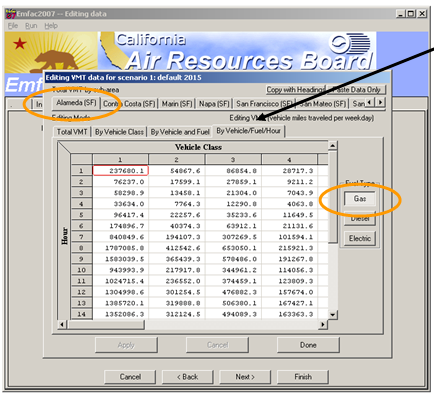 Emfac2007 -- Editing data
File Run Help
California
Air Resources Board
Emf
Editing VMT data for scenario 1: default 2015
Total VMT by sub-area
Copy with Headings
Paste Data Only
Alameda (SF)
Contra Costa (SF)
Marin (SF)
Napa (SF)
San Francisco (SF)
San Mateo (SF)
San
Editing Mode
Editing VMT (vehicle miles traveled per weekday)
Total VMT
By Vehicle Class
By Vehicle and Fuel
By Vehicle/Fuel/Hour
Vehicle Class
1 2 3 4
1 237680.1 54867.6 86854.8 28717.3
2 76237.0 17599.1 27859.1 9211.2
3 58298.9 13458.1 21304.0 7043.9
4 33634.0 7764.3 12290.8 4063.8
5 96417.4 22257.6 35233.6 11649.5
6 174896.7 40374.3 63912.1 21131.6
7 840849.6 194107.3 307269.5 101594.1
8 1787085.8 412542.6 653050.1 215921.3
9 1583039.5 365439.3 578486.0 191267.8
10 943993.9 217917.8 344961.2 114056.3
11 1024715.4 236552.0 374459.1 123809.3
12 1304998.6 301254.5 476882.3 157674.0
13 1385720.1 319888.8 506380.1 167427.1
14 1352086.3 312124.5 494089.3 163363.3
Hour
Fuel Type
Gas
Diesel
Electric
Apply
Cancel
Done
Cancel
< Back
Next >
Finish